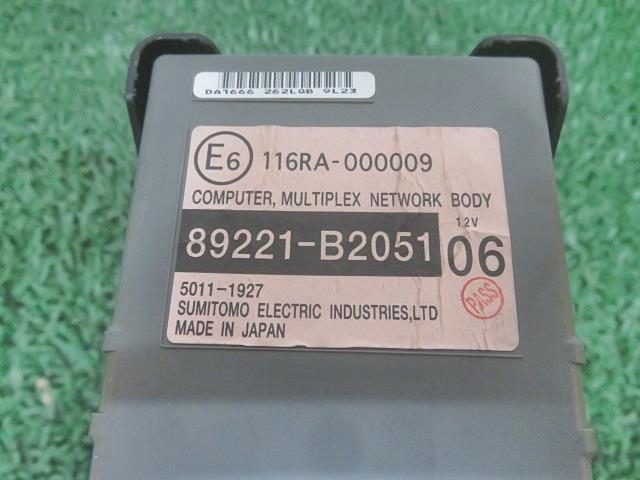 DA1666 262LQB 9L23
E6 116RA-000009
COMPUTER, MULTIPLEX NETWORK BODY
12V
89221-B2051 06
5011-1927
PASS
SUMITOMO ELECTRIC INDUSTRIES,LTD
MADE IN JAPAN